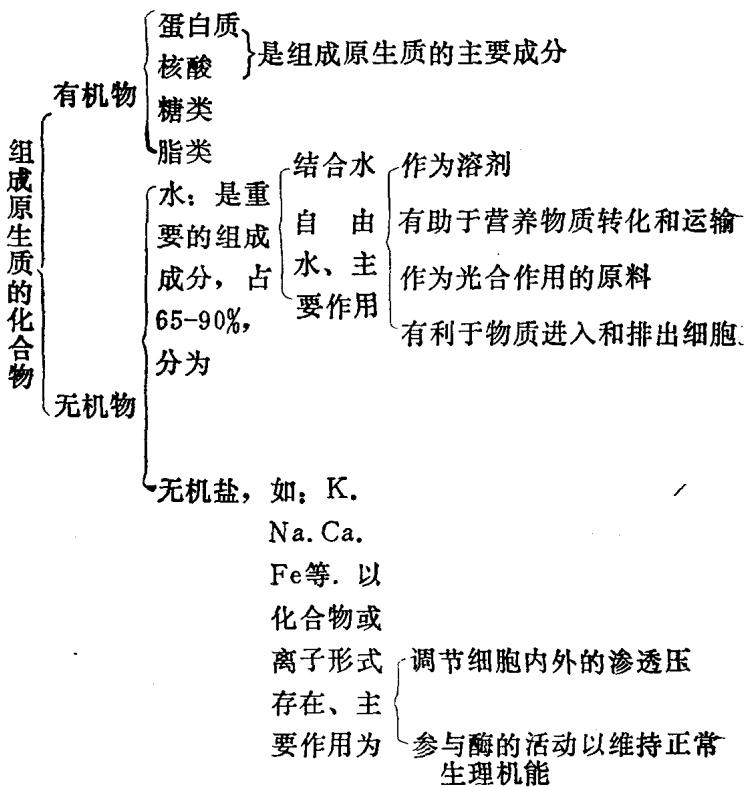 组成原生质的化合物
有机物
蛋白质
核酸
是组成原生质的主要成分
糖类
脂类
无机物
水：是重
要的组成
成分，占
65-90%，
分为
结合水
自由
水、主
要作用
作为溶剂
有助于营养物质转化和运输
作为光合作用的原料
有利于物质进入和排出细胞
无机盐，如：K.
Na. Ca.
Fe等. 以
化合物或
离子形式
存在、主
要作用为
调节细胞内外的渗透压
参与酶的活动以维持正常
生理机能